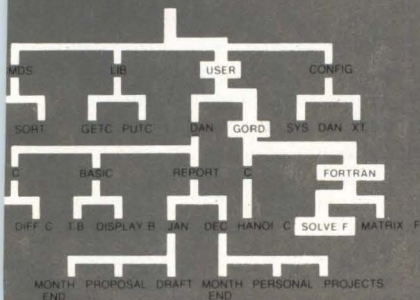 MDS LIB USER CONFIG
SORT GETC PUTC DAN GORD SYS DAN XT
C BASIC REPORT C FORTRAN
DIFF C T.B DISPLAY B JAN DEC HANOI C SOLVE F MATRIX F
MONTH PROPOSAL DRAFT MONTH PERSONAL PROJECTS
END END